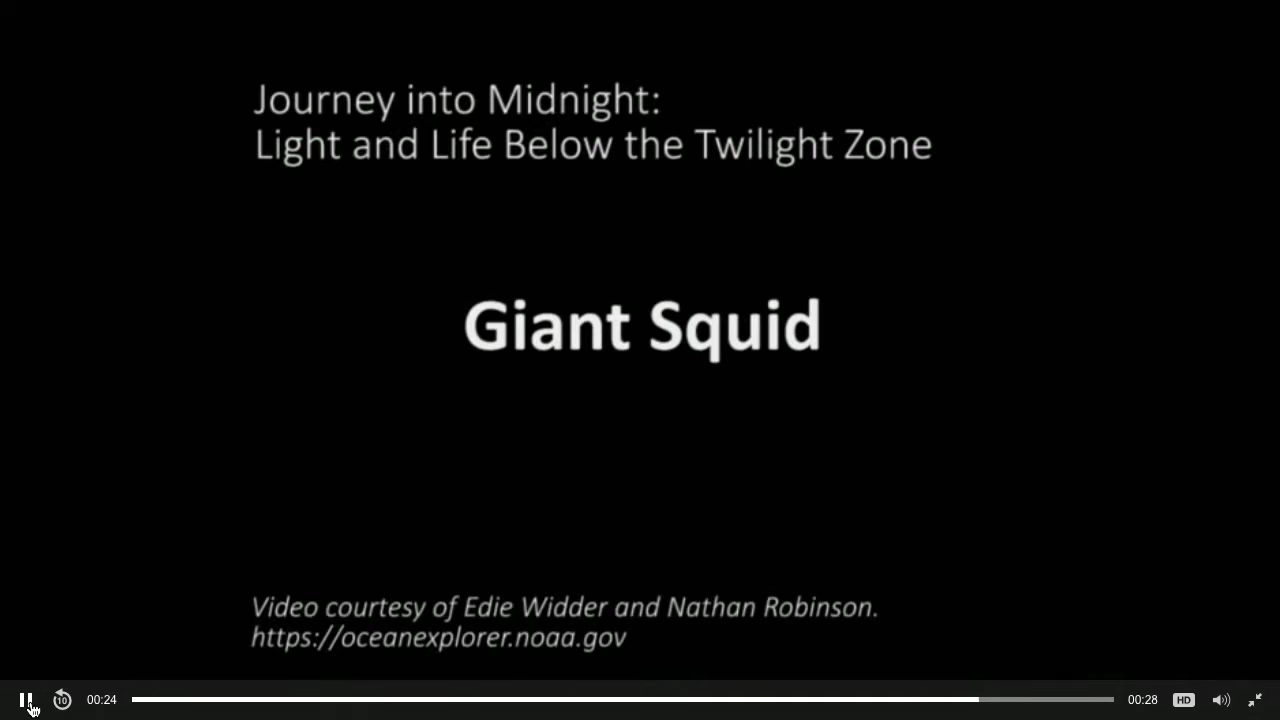 Journey into Midnight:
Light and Life Below the Twilight Zone
Giant Squid
Video courtesy of Edie Widder and Nathan Robinson.
https://oceanexplorer.noaa.gov
10 00:24 00:28 HD